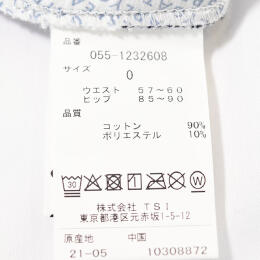 品番
055-1232608
サイズ
0
ウエスト 57~60
ヒップ 85~90
品質
コットン 90%
ポリエステル 10%
30
株式会社 TSI
東京都港区元赤坂1-5-12
原産地 中国
21-05 10308872